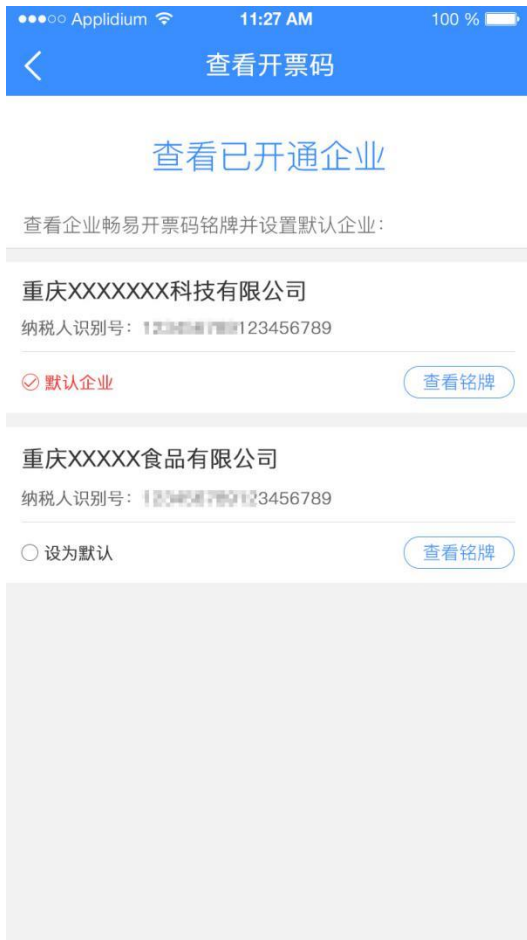 Applidium 11:27 AM 100 %
查看开票码
查看已开通企业
查看企业畅易开票码铭牌并设置默认企业：
重庆XXXXXXX科技有限公司
纳税人识别号：123456789
默认企业 查看铭牌
重庆XXXXX食品有限公司
纳税人识别号：3456789
设为默认 查看铭牌